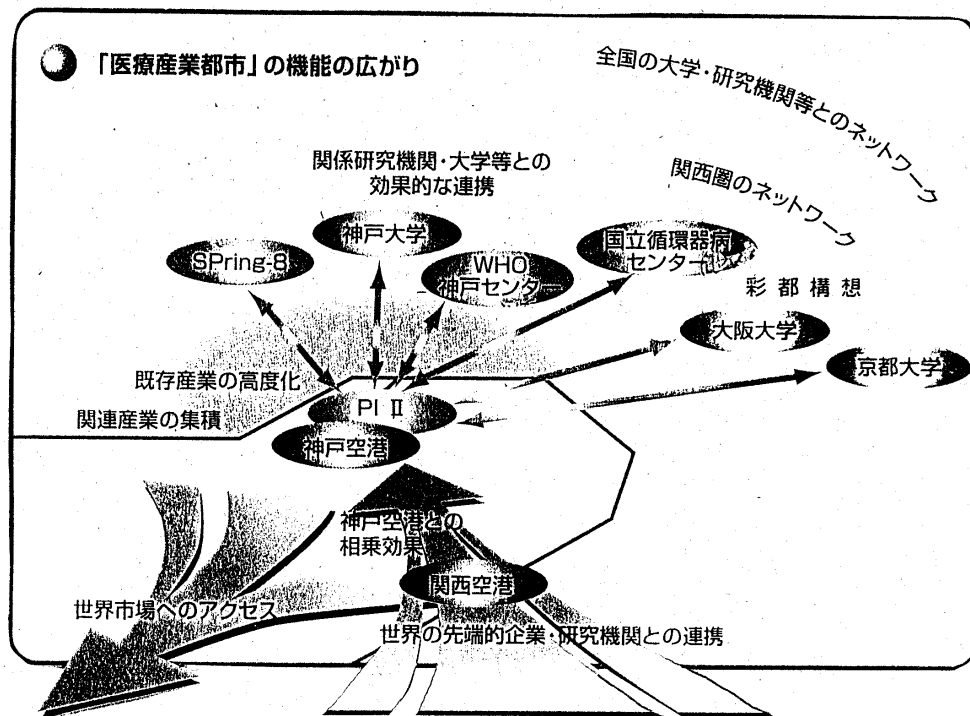 「医療産業都市」の機能の広がり
全国の大学・研究機関等とのネットワーク
関係研究機関・大学等との
効果的な連携
関西圏のネットワーク
神戸大学
国立循環器病
センター
SPring-8
WHO
神戸センター
彩都構想
大阪大学
京都大学
既存産業の高度化
関連産業の集積
PI Ⅱ
神戸空港
神戸空港との
相乗効果
関西空港
世界市場へのアクセス
世界の先端的企業・研究機関との連携